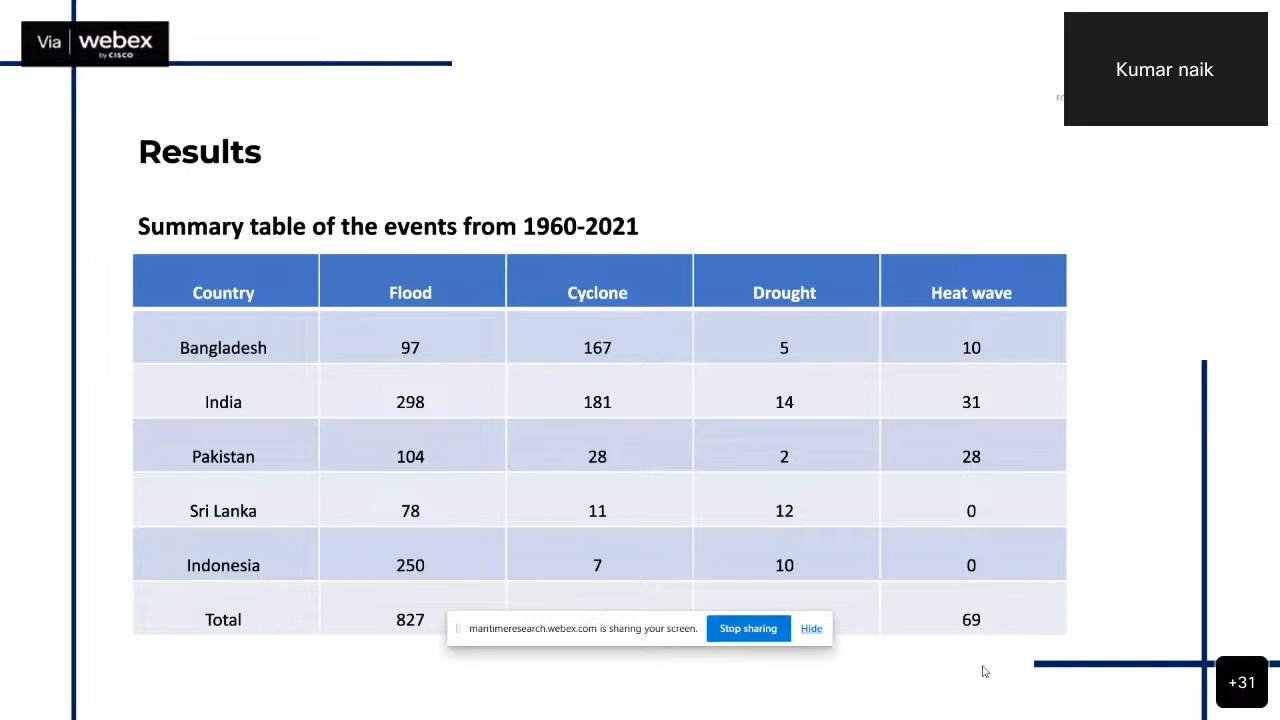 Via webex
by CISCO
Kumar naik
FC
Results
Summary table of the events from 1960-2021
Country Flood Cyclone Drought Heat wave
Bangladesh 97 167 5 10
India 298 181 14 31
Pakistan 104 28 2 28
Sri Lanka 78 11 12 0
Indonesia 250 7 10 0
Total 827 69
maritimeresearch.webex.com is sharing your screen. Stop sharing Hide
+31